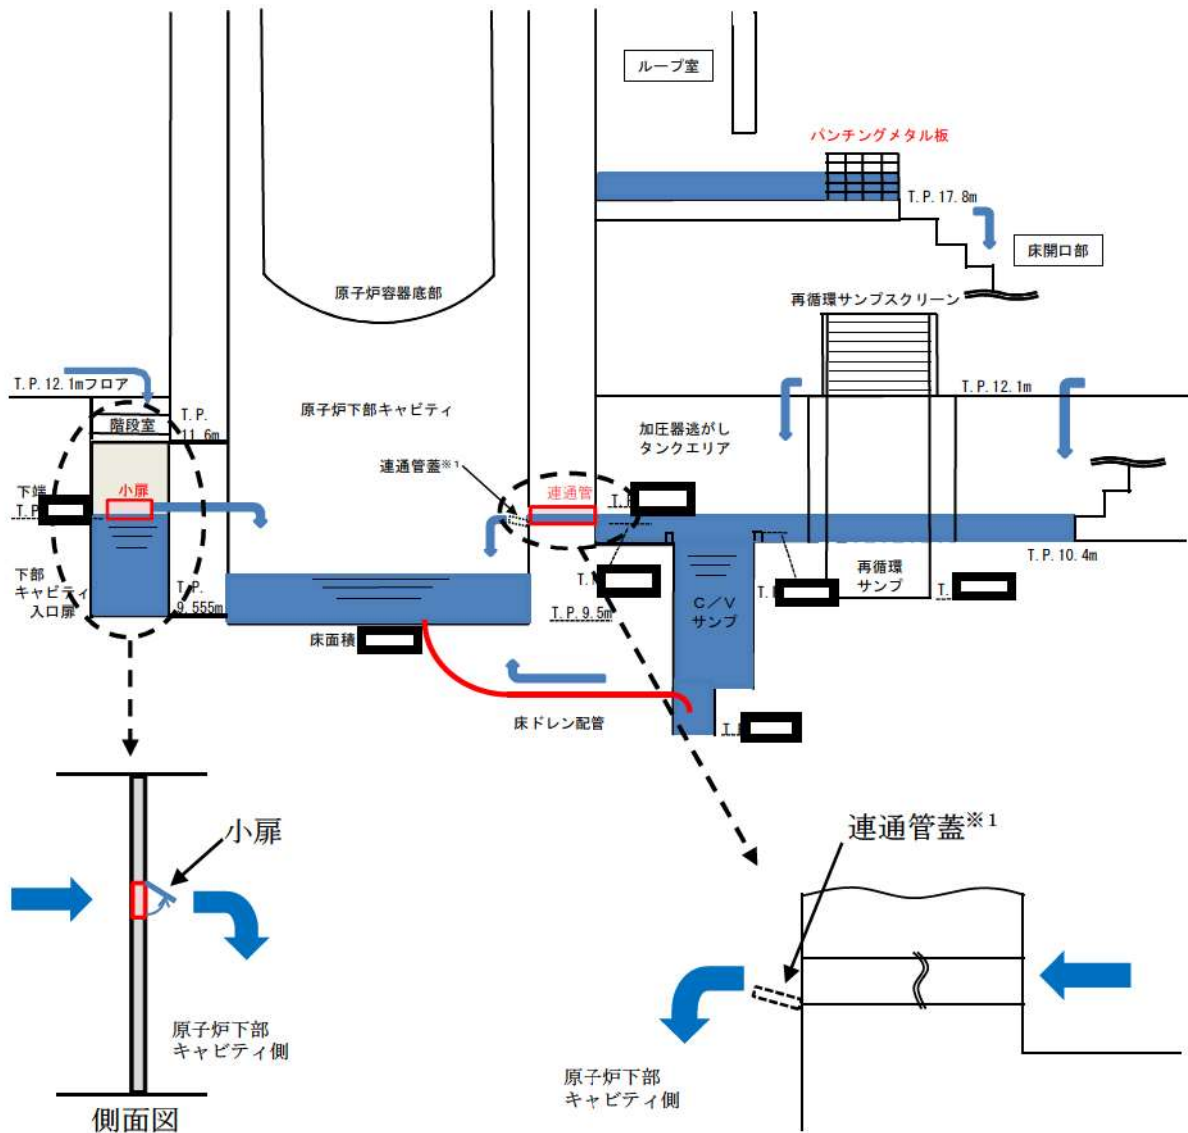 ループ室
パンチングメタル板
T.P.17.8m
床開口部
原子炉容器底部
再循環サンプスクリーン
T.P.12.1mフロア
T.P.12.1m
階段室
T.P.
11.6m
原子炉下部キャビティ
加圧器逃がし
タンクエリア
連通管蓋※1
連通管
下端
T.P
小扉
T.P
下部
キャビティ
入口扉
T.P.
9.555m
T.P.9.5m
T.
T.
C/V
サンプ
再循環
サンプ
T.
T.P.10.4m
床面積
床ドレン配管
T.
小扉
連通管蓋※1
原子炉下部
キャビティ側
側面図
原子炉下部
キャビティ側